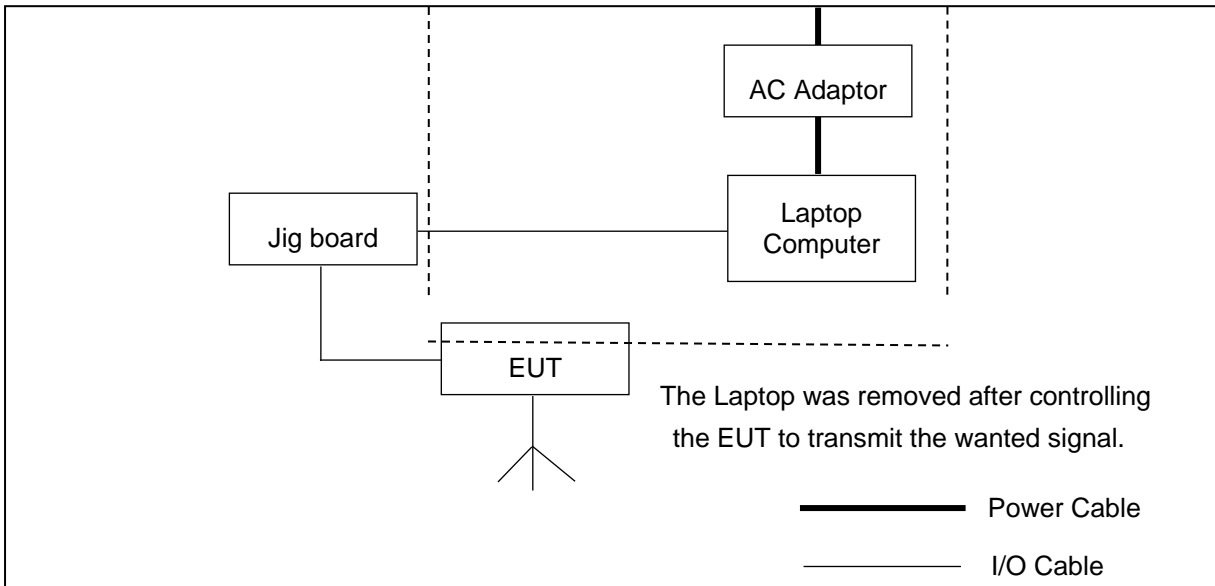 AC Adaptor
Laptop
Computer
Jig board
EUT
The Laptop was removed after controlling
the EUT to transmit the wanted signal.
Power Cable
I/O Cable